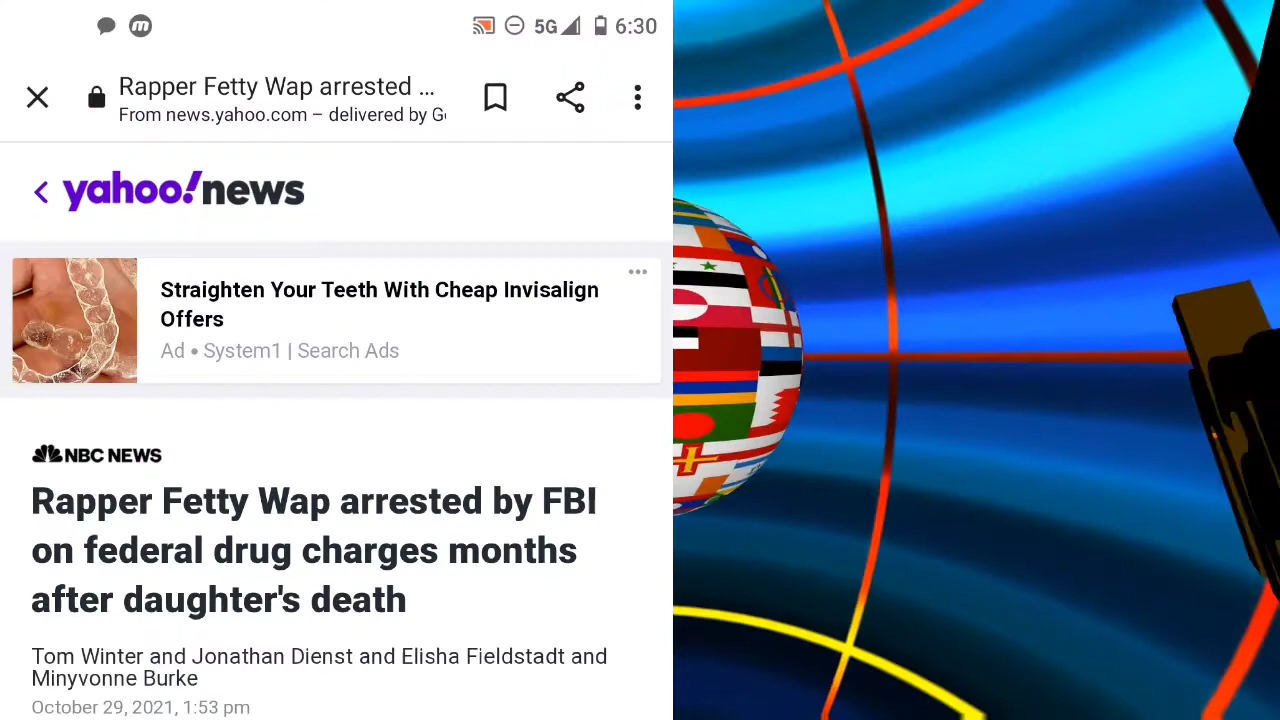 5G 6:30
Rapper Fetty Wap arrested ...
From news.yahoo.com – delivered by Go
yahoo!news
Straighten Your Teeth With Cheap Invisalign
Offers
Ad • System1 | Search Ads
NBC NEWS
Rapper Fetty Wap arrested by FBI
on federal drug charges months
after daughter's death
Tom Winter and Jonathan Dienst and Elisha Fieldstadt and
Minyvonne Burke
October 29, 2021, 1:53 pm